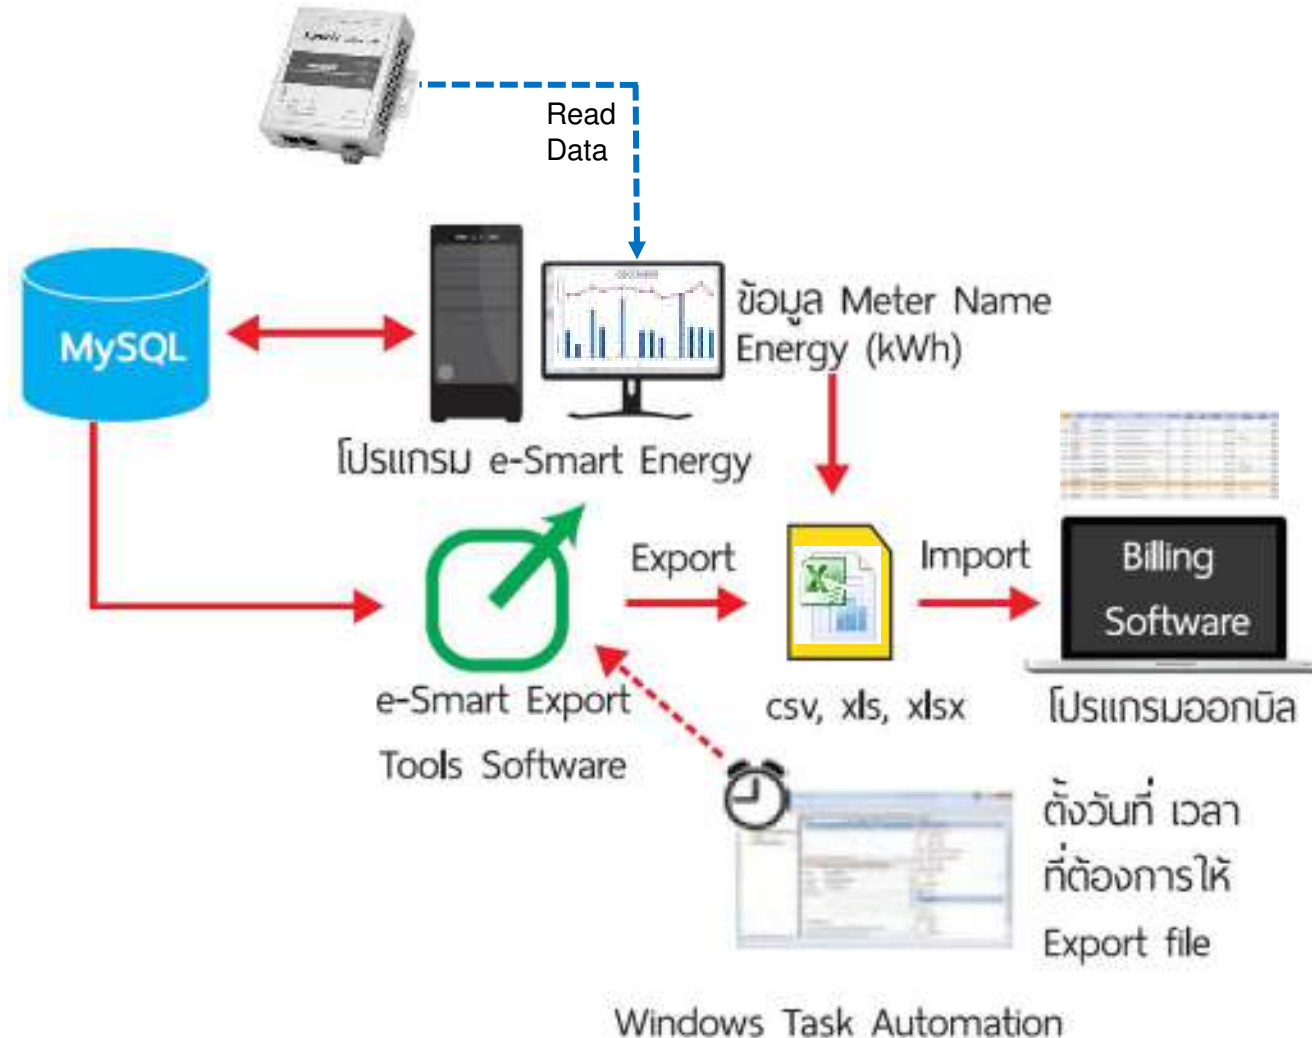 Read
Data
MySQL
ข้อมูล Meter Name
Energy (kWh)
โปรแกรม e-Smart Energy
Export
Import
Billing
Software
e-Smart Export
Tools Software
csv, xls, xlsx
โปรแกรมออกบิล
ตั้งวันที่ เวลา
ที่ต้องการให้
Export file
Windows Task Automation